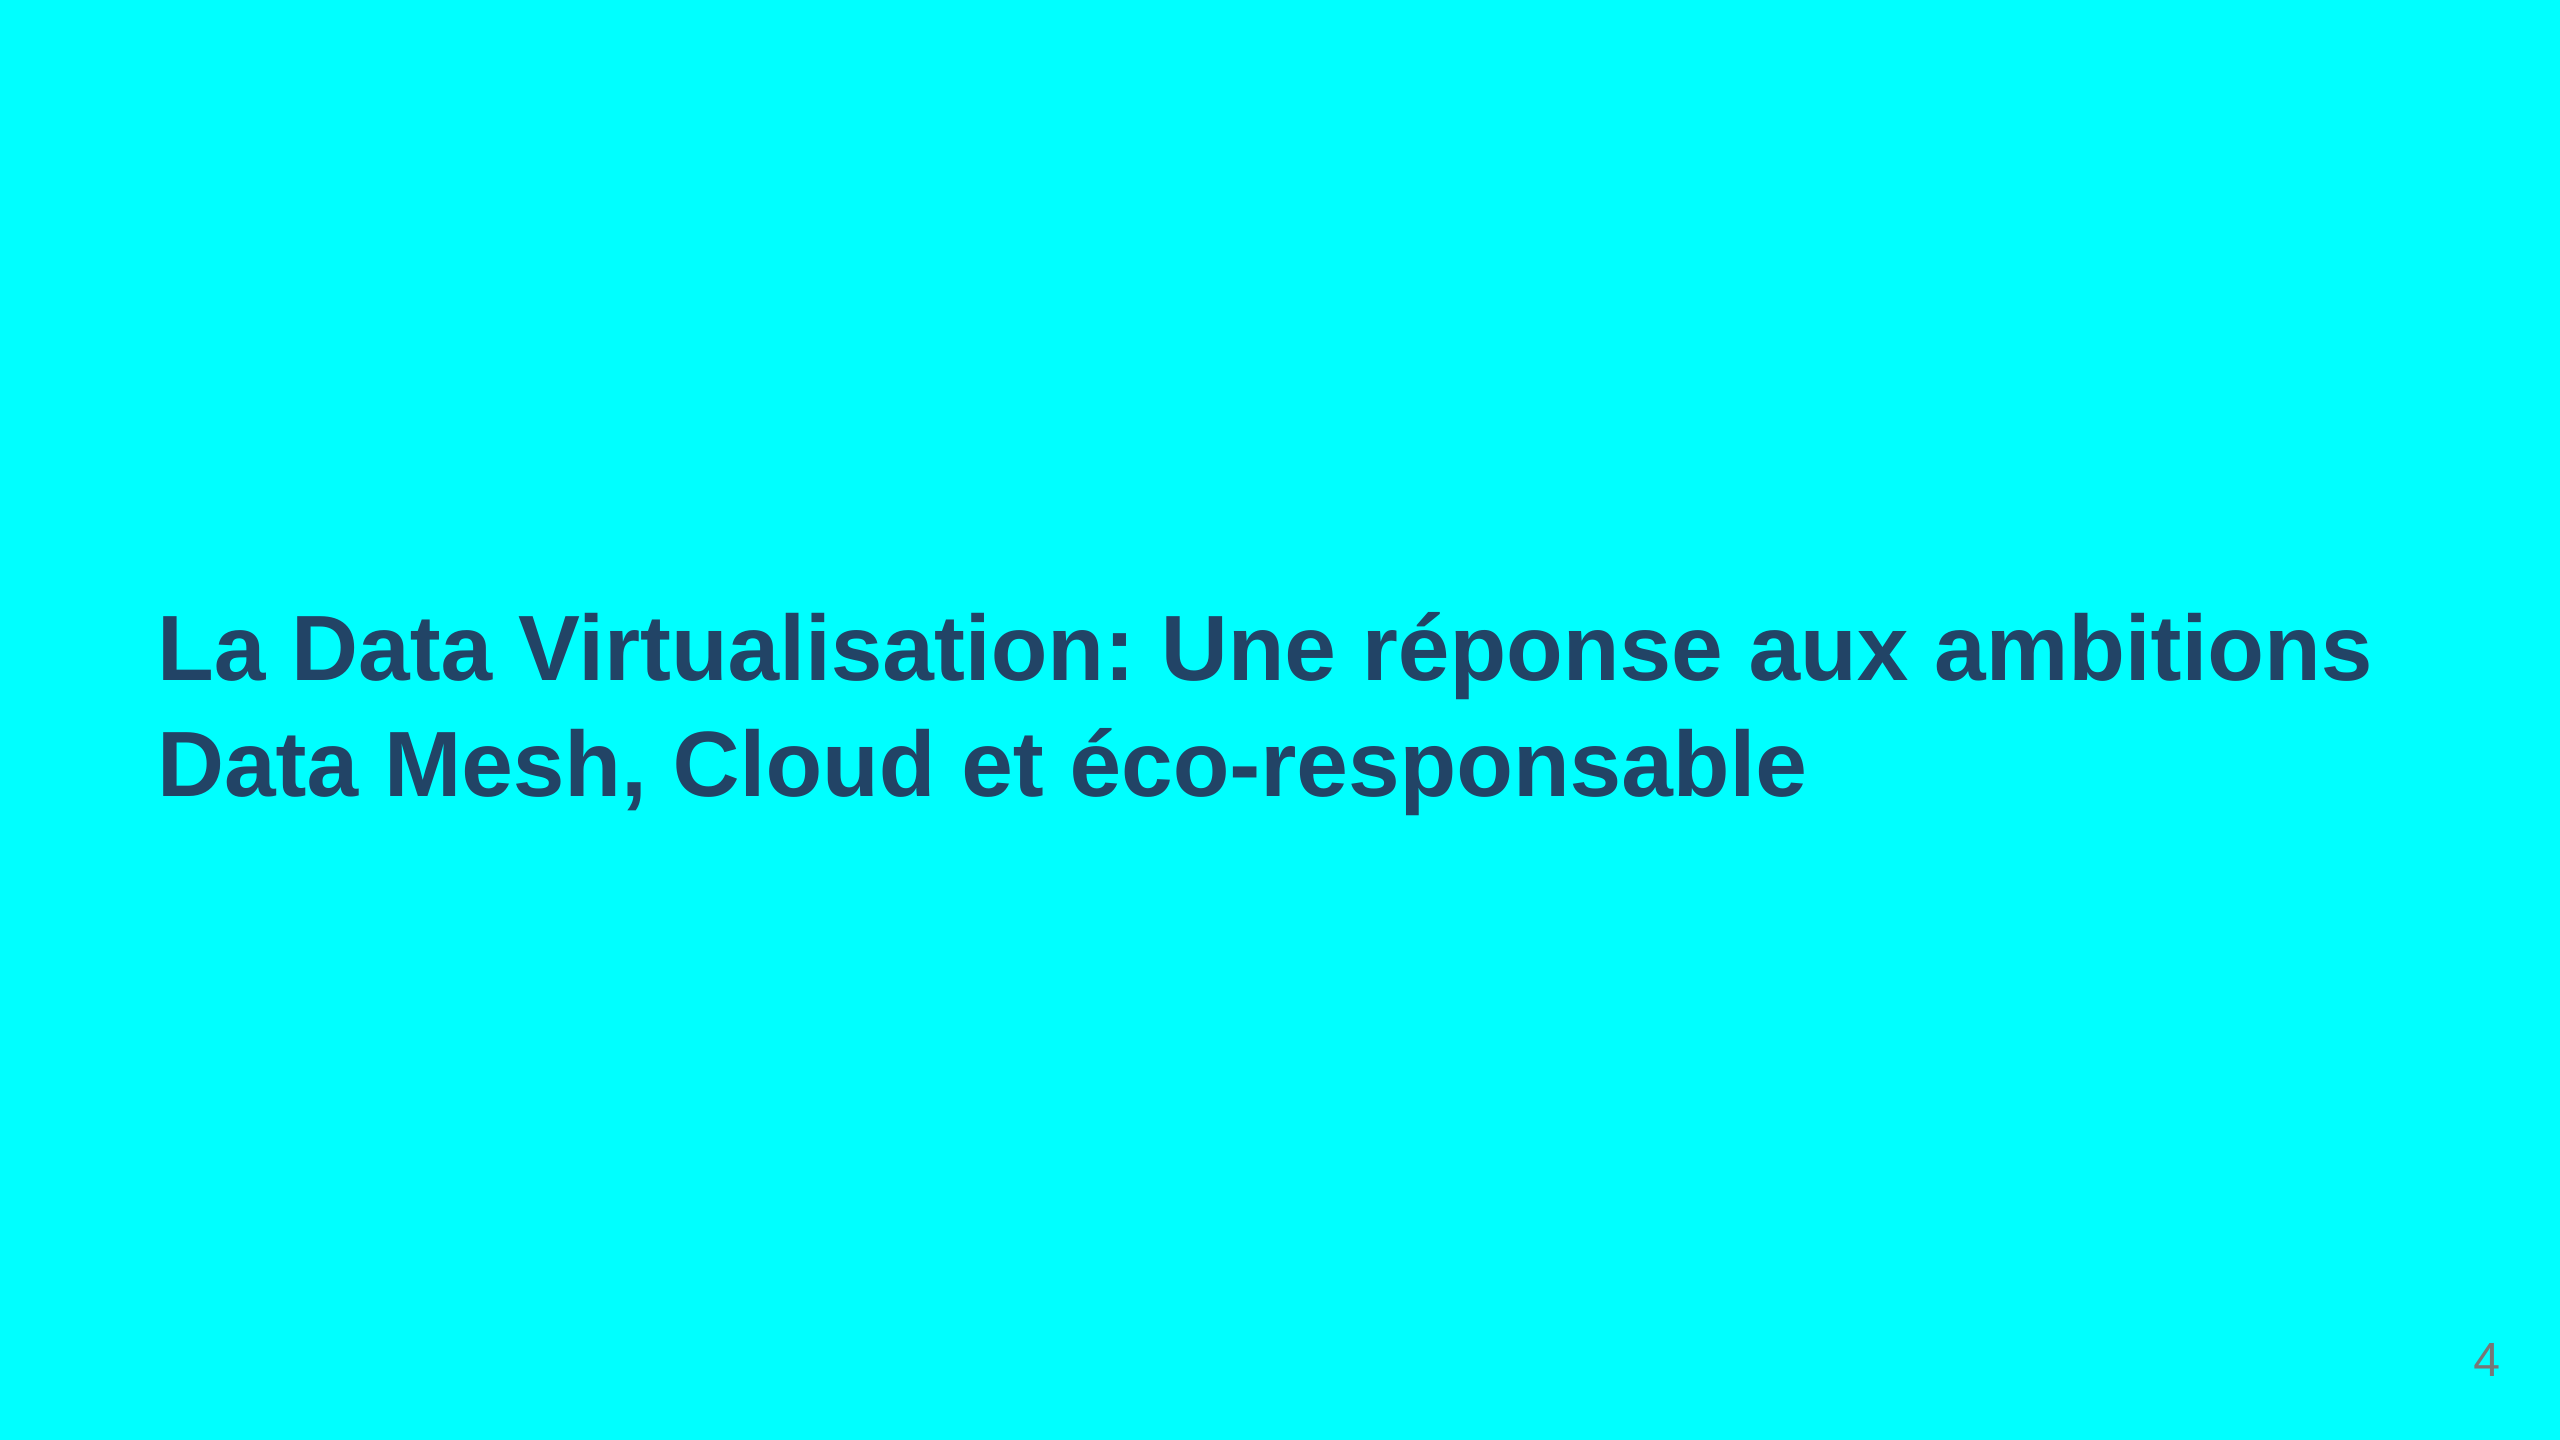 La Data Virtualisation: Une réponse aux ambitions
Data Mesh, Cloud et éco-responsable
4